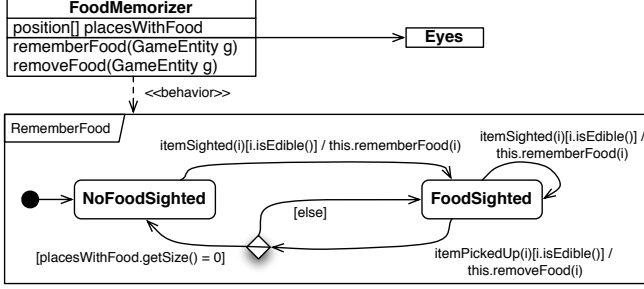 FoodMemorizer
position[] placesWithFood
rememberFood(GameEntity g)
removeFood(GameEntity g)
Eyes
<<behavior>>
RememberFood
itemSighted(i)[i.isEdible()] / this.rememberFood(i)
itemSighted(i)[i.isEdible()] /
this.rememberFood(i)
NoFoodSighted
FoodSighted
[else]
[placesWithFood.getSize() = 0]
itemPickedUp(i)[i.isEdible()] /
this.removeFood(i)